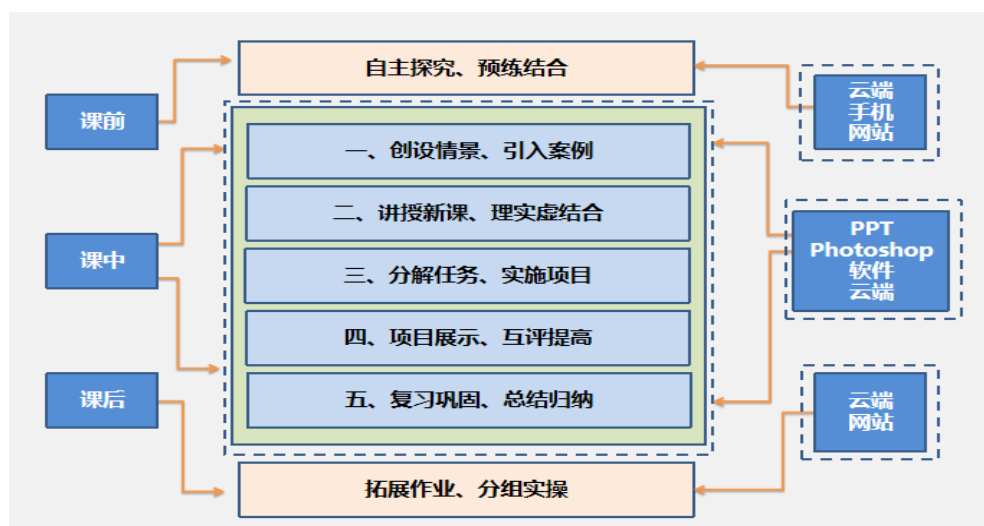 自主探究、预练结合
课前
云端
手机
网站
一、创设情景、引入案例
二、讲授新课、理实虚结合
课中
PPT
Photoshop
软件
云端
三、分解任务、实施项目
四、项目展示、互评提高
课后
五、复习巩固、总结归纳
云端
网站
拓展作业、分组实操